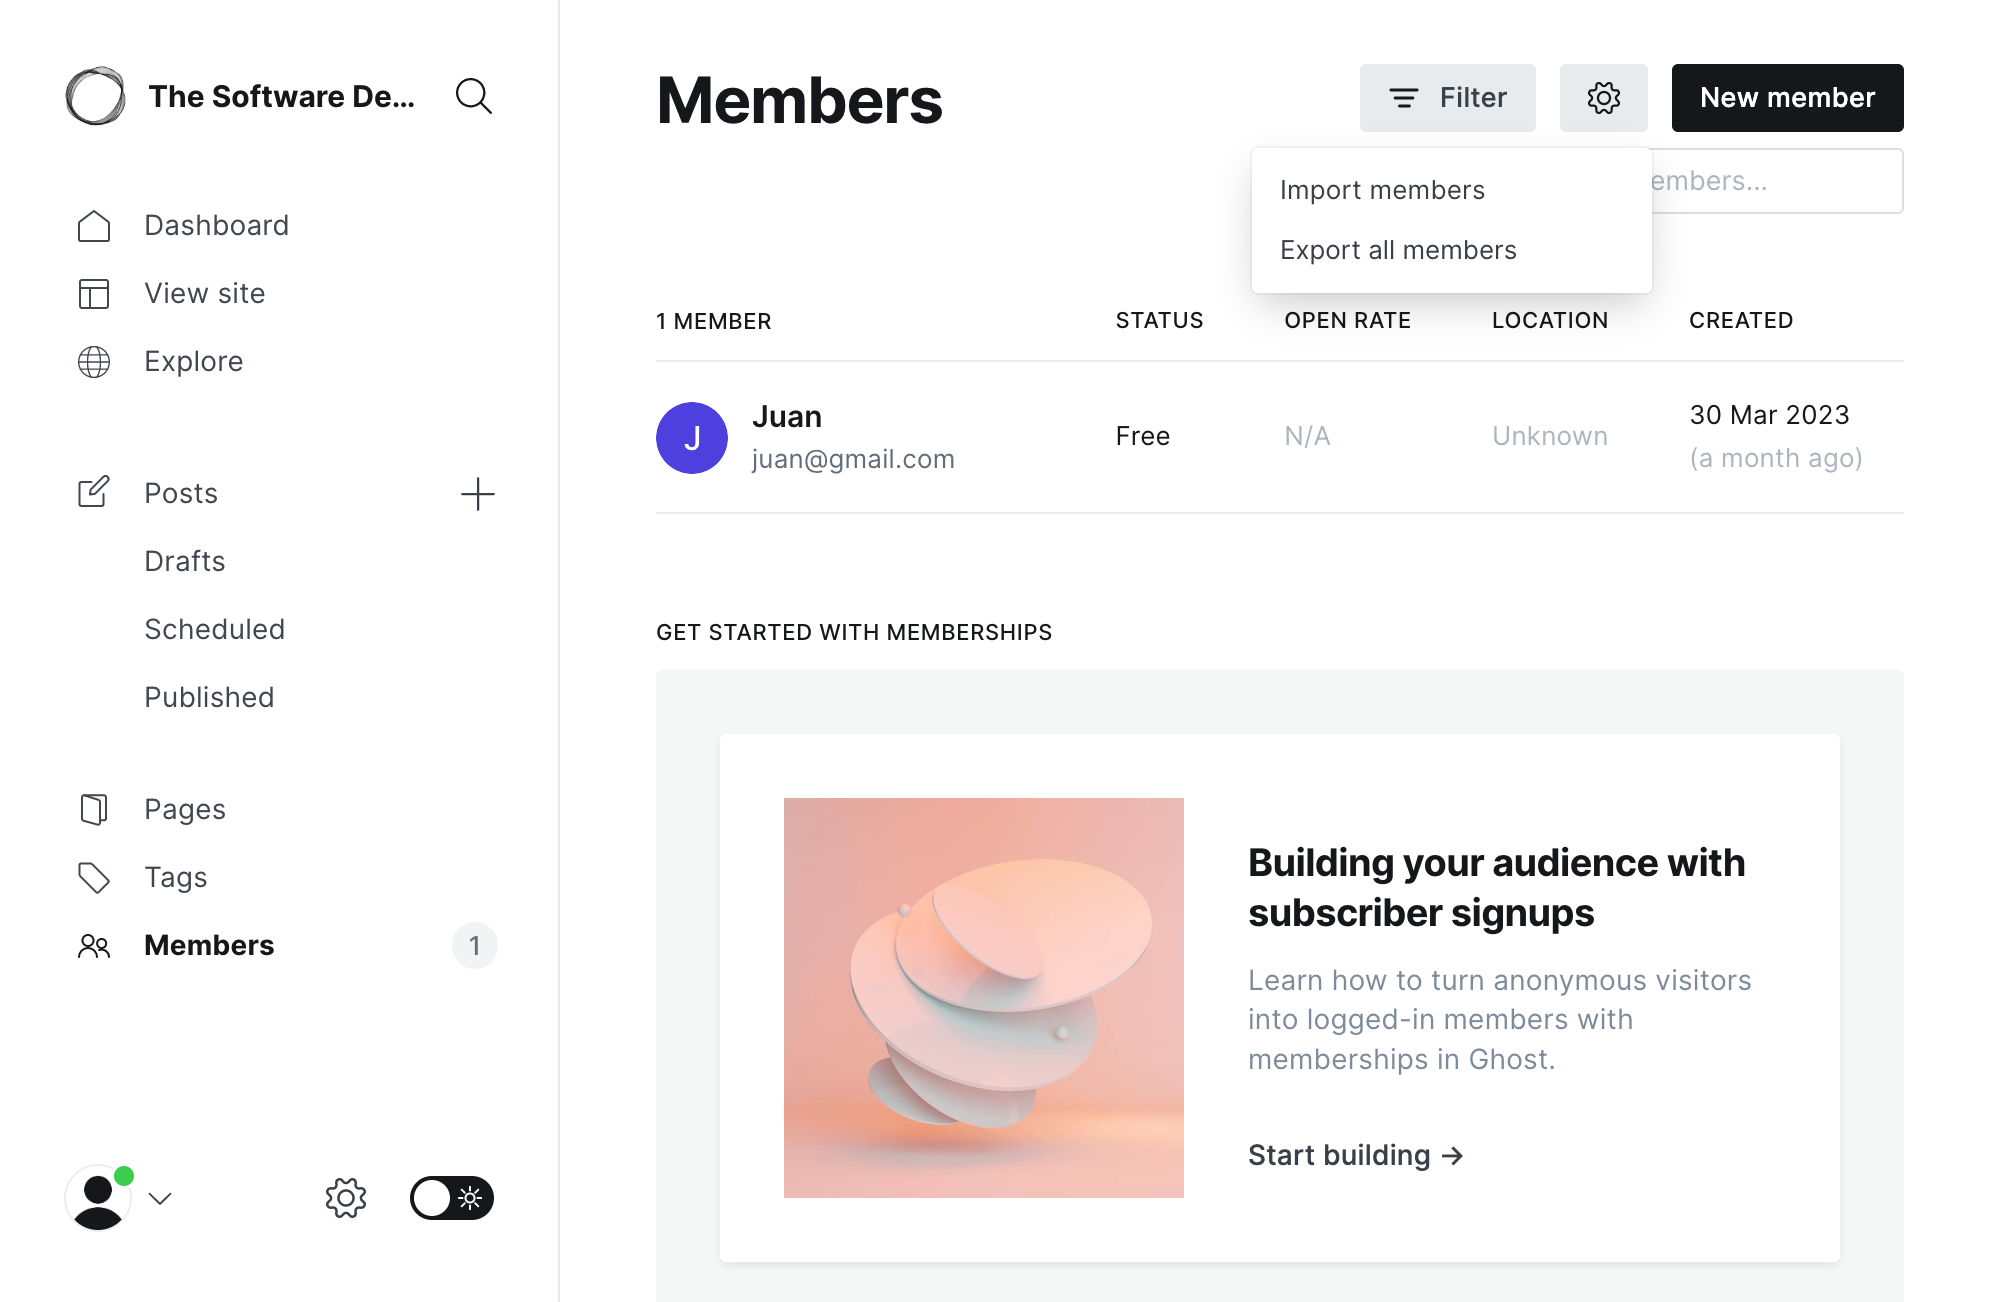 The Software De...
Dashboard
View site
Explore
Posts
Drafts
Scheduled
Published
Pages
Tags
Members
1
Members
Filter
New member
Import members
Export all members
embers...
1 MEMBER
STATUS
OPEN RATE
LOCATION
CREATED
J
Juan
juan@gmail.com
Free
N/A
Unknown
30 Mar 2023
(a month ago)
GET STARTED WITH MEMBERSHIPS
Building your audience with
subscriber signups
Learn how to turn anonymous visitors
into logged-in members with
memberships in Ghost.
Start building →